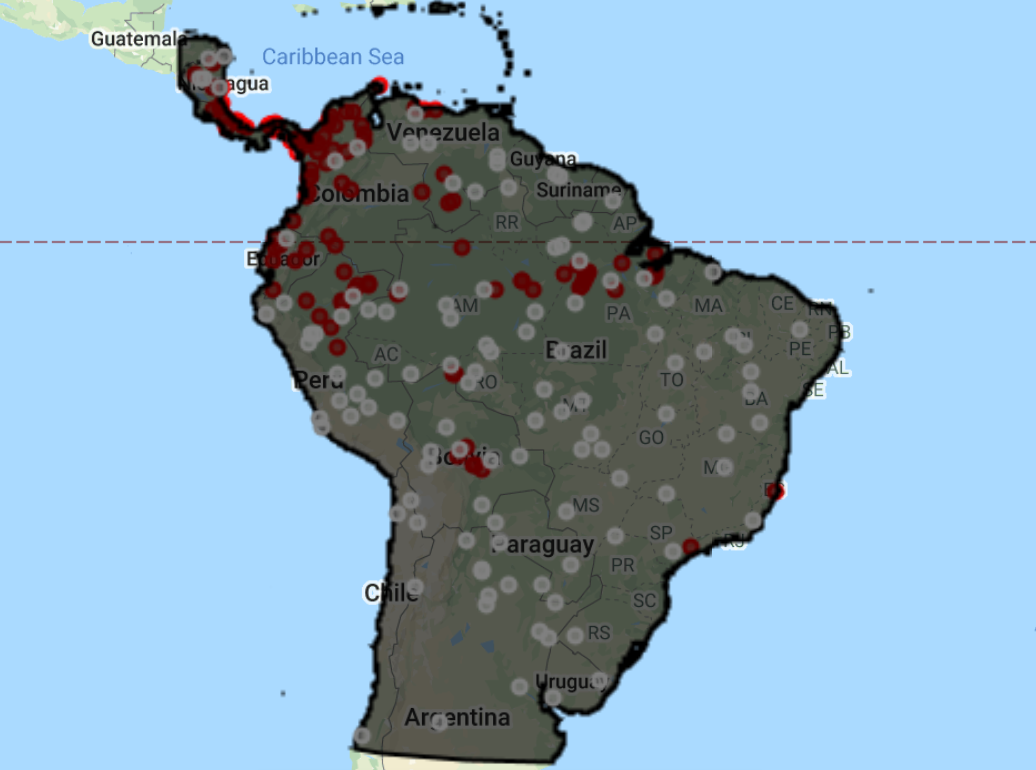 Guatemala
Caribbean Sea
Nicaragua
Venezuela
Guyana
Colombia
Suriname
RR
AP
Ecuador
AM
PA
MA
CE
RN
PB
PE
Brazil
AC
AL
Peru
RO
TO
SE
BA
MT
GO
Bolivia
MG
ES
MS
SP
Paraguay
RJ
PR
Chile
SC
RS
Uruguay
Argentina